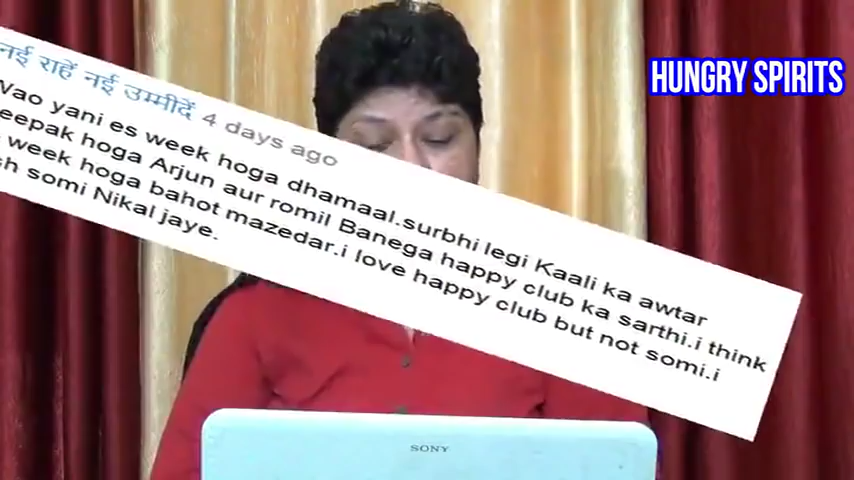 HUNGRY SPIRITS
नई राहें नई उम्मीदें 4 days ago
Wao yani es week hoga dhamaal.surbhi legi Kaali ka awtar
eepak hoga Arjun aur romil Banega happy club ka sarthi.i think
week hoga bahot mazedar.i love happy club but not somi.i
sh somi Nikal jaye.
SONY